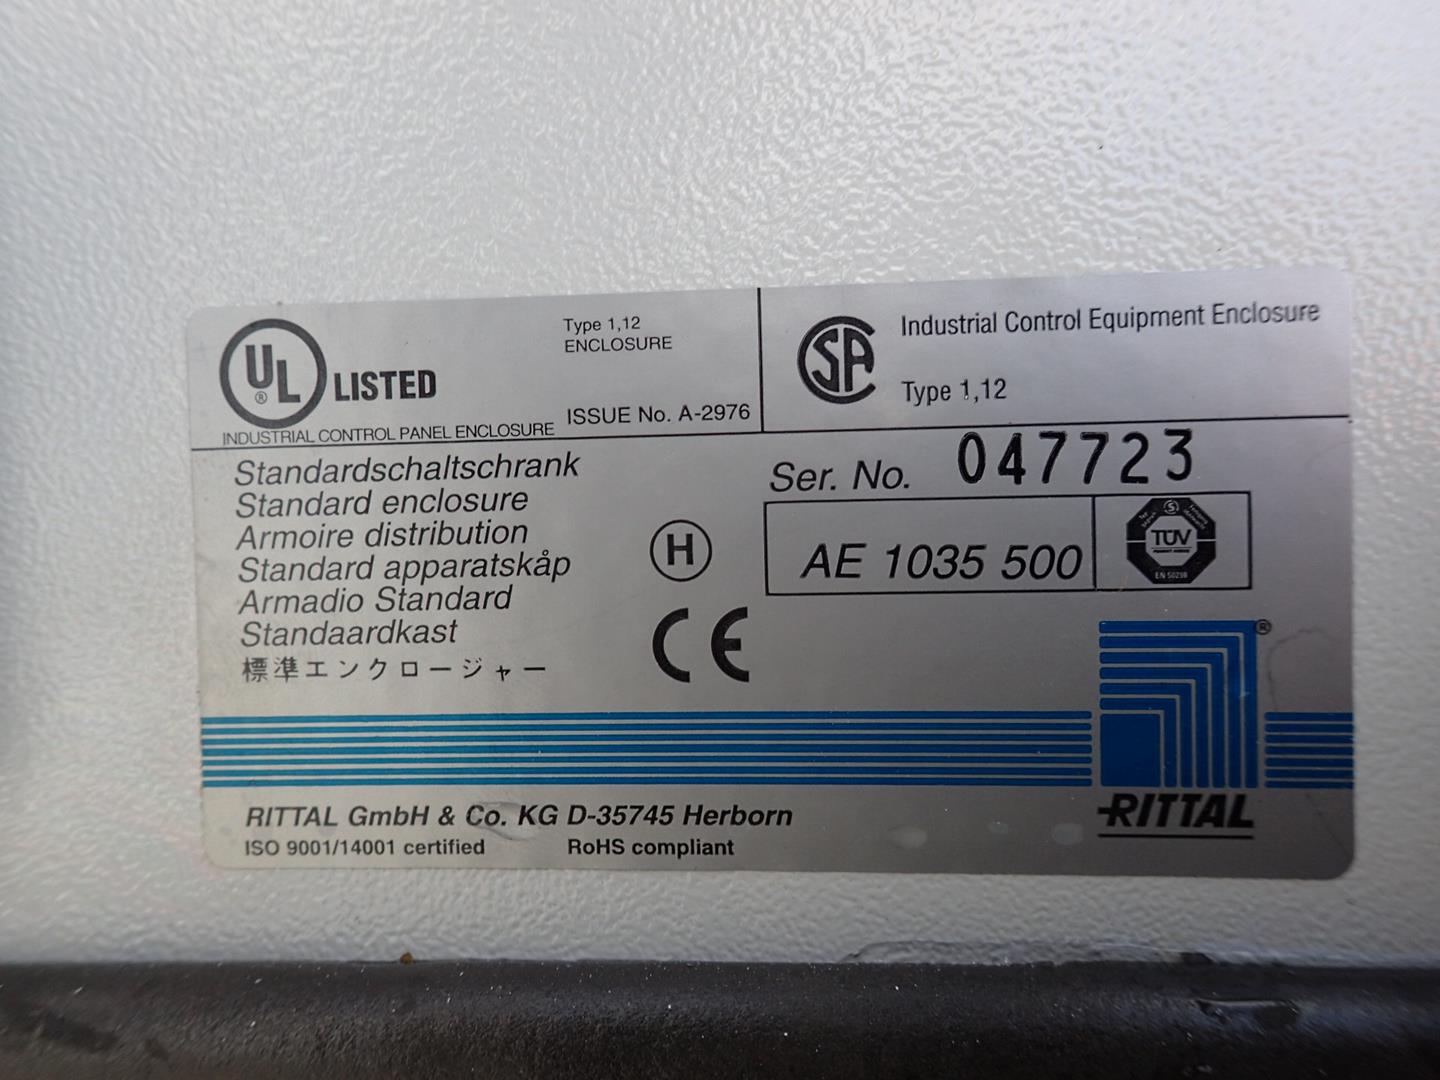 UL® LISTED
INDUSTRIAL CONTROL PANEL ENCLOSURE
Type 1,12
ENCLOSURE
ISSUE No. A-2976
SA
Industrial Control Equipment Enclosure
Type 1,12
Standardschaltschrank
Standard enclosure
Armoire distribution
Standard apparatskåp
Armadio Standard
Standaardkast
標準エンクロージャー
H
CE
Ser. No. 047723
AE 1035 500
TÜV
EN 50298
®
RITTAL
RITTAL GmbH & Co. KG D-35745 Herborn
ISO 9001/14001 certified RoHS compliant